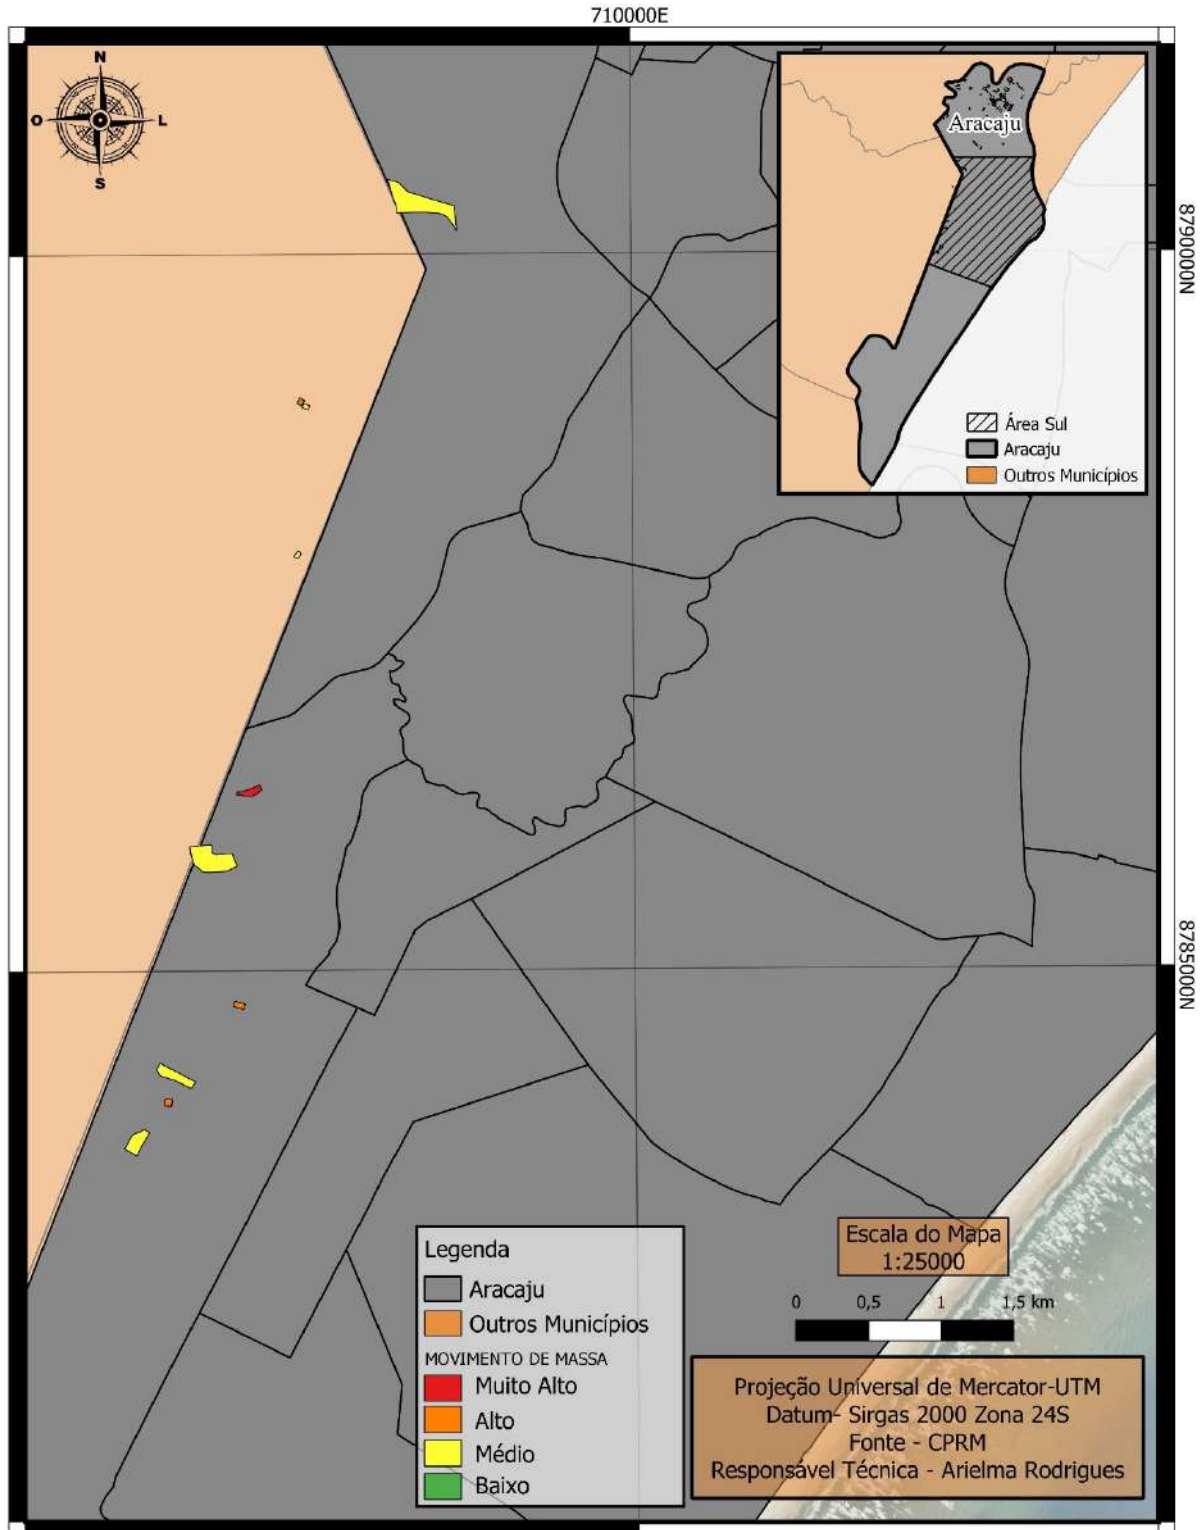 710000E
N
O
L
S
8790000N
8785000N
Aracaju
Área Sul
Aracaju
Outros Municípios
Legenda
Aracaju
Outros Municípios
MOVIMENTO DE MASSA
Muito Alto
Alto
Médio
Baixo
Escala do Mapa
1:25000
0 0,5 1 1,5 km
Projeção Universal de Mercator-UTM
Datum- Sirgas 2000 Zona 24S
Fonte - CPRM
Responsável Técnica - Arielma Rodrigues